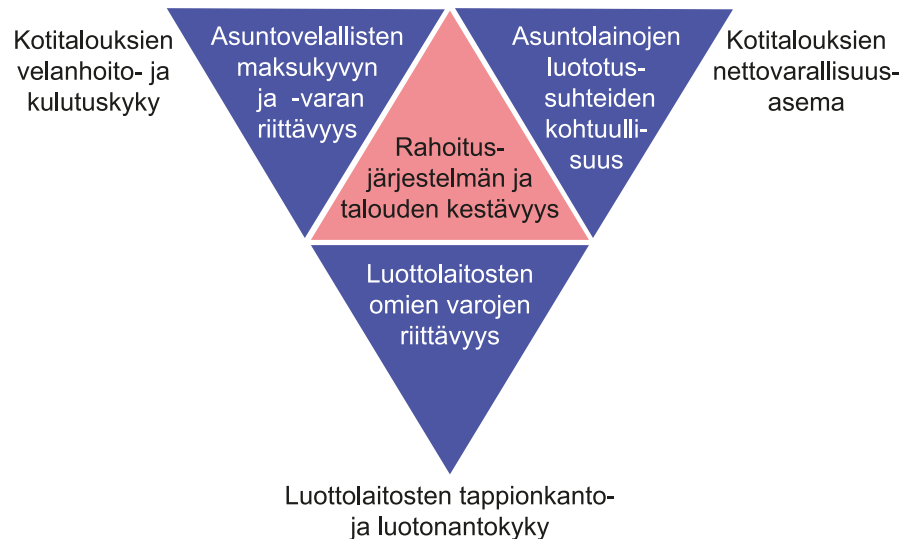 Kotitalouksien
velanhoito- ja
kulutuskyky
Asuntovelallisten
maksukyvyn
ja -varan
riittävyys
Asuntolainojen
luototus-
suhteiden
kohtuulli-
suus
Kotitalouksien
nettovarallisuus-
asema
Rahoitus-
järjestelmän ja
talouden kestävyys
Luottolaitosten
omien varojen
riittävyys
Luottolaitosten tappionkanto-
ja luotonantokyky